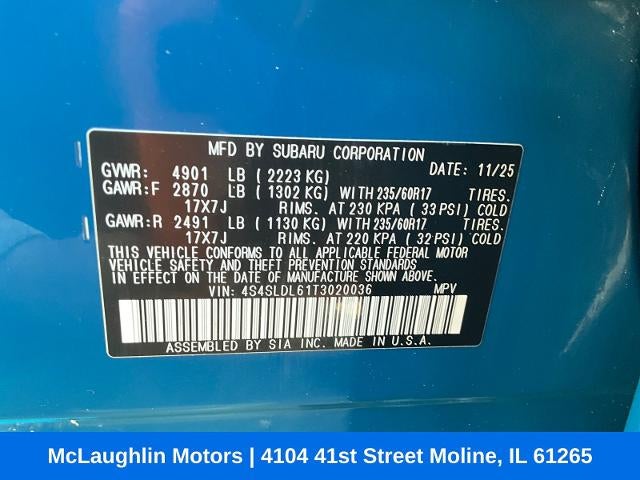 MFD BY SUBARU CORPORATION
GVWR: 4901 LB (2223 KG) DATE: 11/25
GAWR:F 2870 LB (1302 KG) WITH 235/60R17 TIRES.
17X7J RIMS. AT 230 KPA (33 PSI) COLD
GAWR:R 2491 LB (1130 KG) WITH 235/60R17 TIRES.
17X7J RIMS. AT 220 KPA (32 PSI) COLD
THIS VEHICLE CONFORMS TO ALL APPLICABLE FEDERAL MOTOR
VEHICLE SAFETY AND THEFT PREVENTION STANDARDS
IN EFFECT ON THE DATE OF MANUFACTURE SHOWN ABOVE.
VIN: 4S4SLDL61T3020036 MPV
ASSEMBLED BY SIA INC. MADE IN U.S.A.
McLaughlin Motors | 4104 41st Street Moline, IL 61265